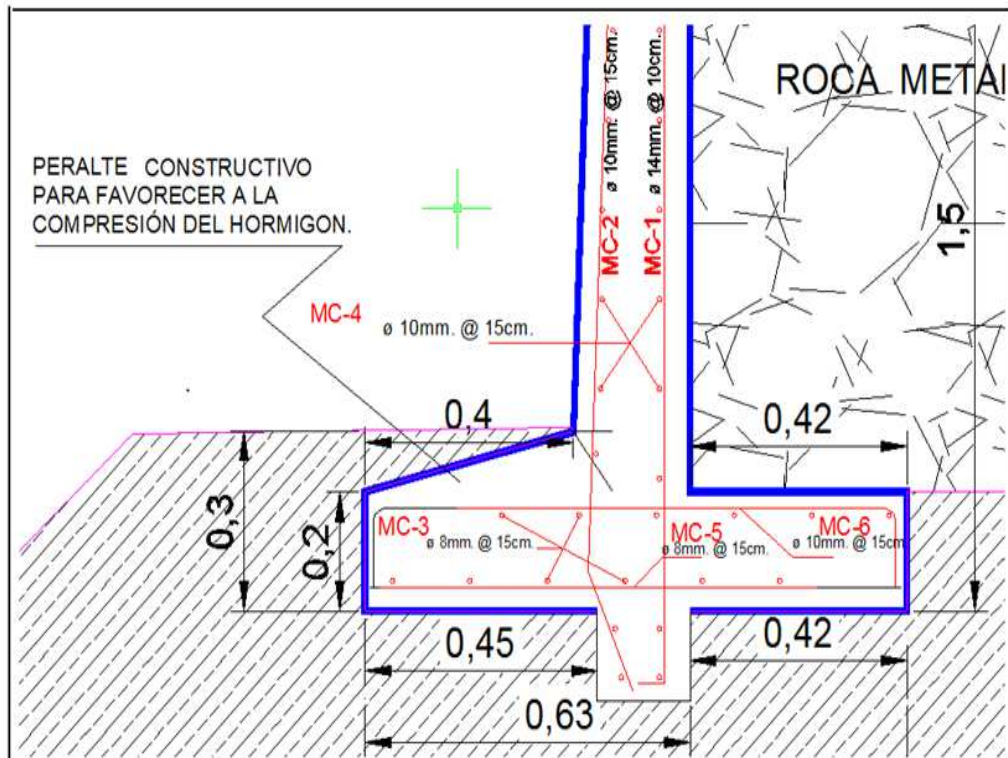 ROCA METAL
PERALTE CONSTRUCTIVO
PARA FAVORECER A LA
COMPRESIÓN DEL HORMIGON.
MC-2 ø 10mm. @ 15cm.
MC-1 ø 14mm. @ 10cm.
1,5
MC-4
ø 10mm. @ 15cm.
0,4
0,42
0,3
0,2
MC-3
ø 8mm. @ 15cm.
MC-5
ø 8mm. @ 15cm.
MC-6
ø 10mm. @ 15cm
0,45
0,42
0,63